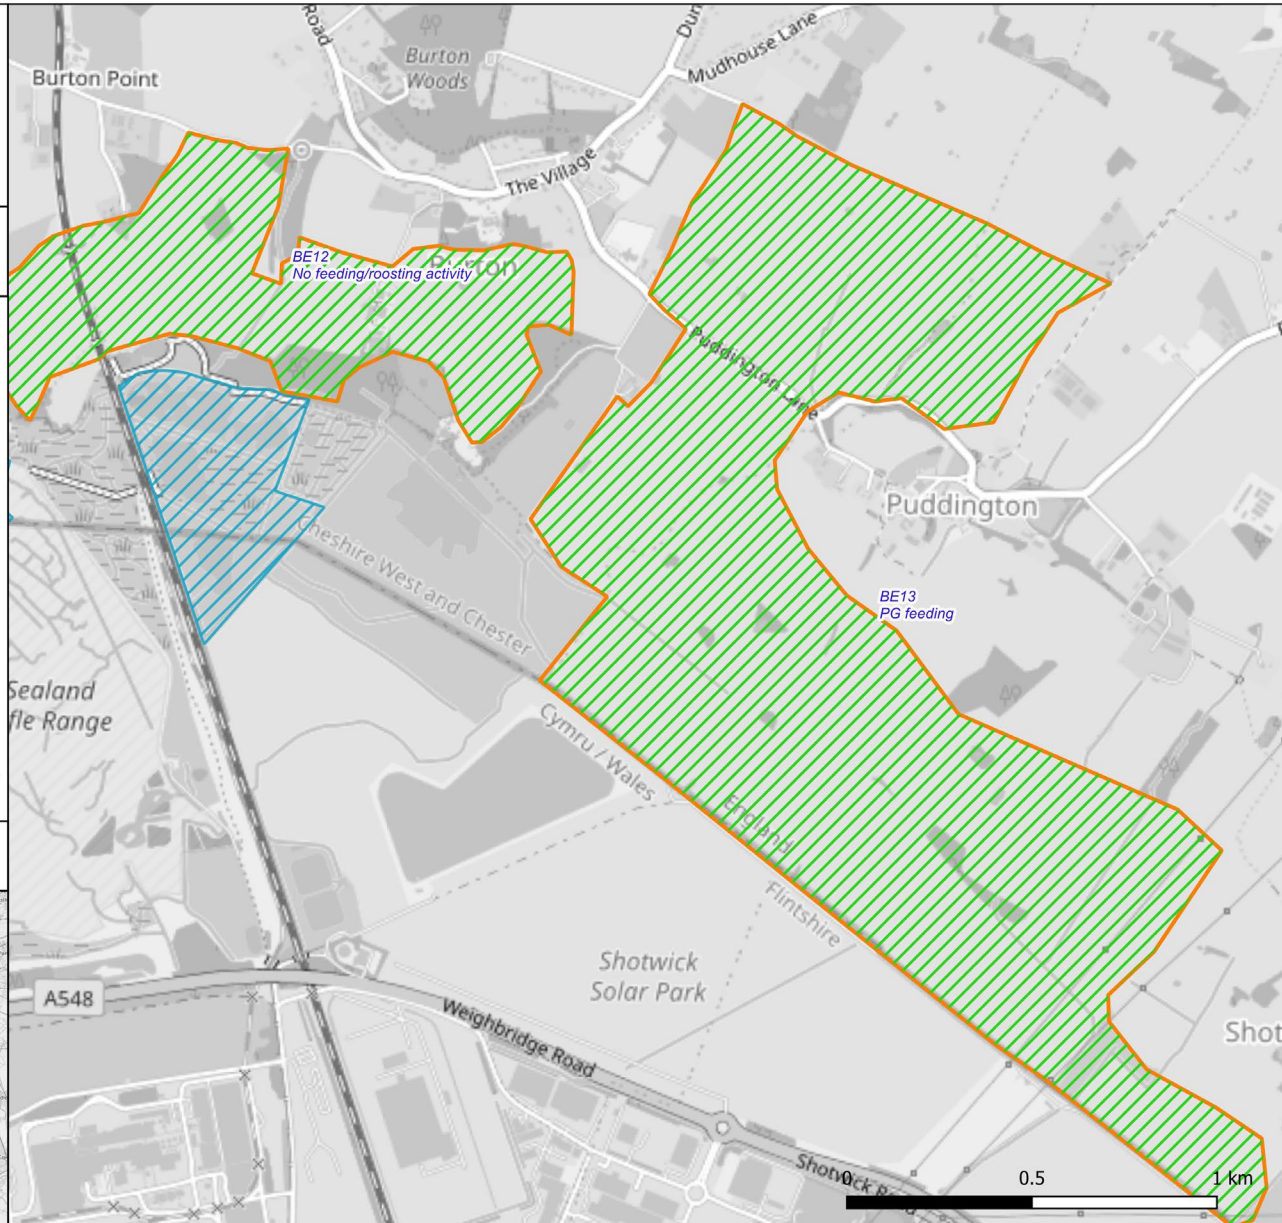 Road
Dun
Mudhouse Lane
Burton
Woods
Burton Point
The Village
Burton
BE12
No feeding/roosting activity
Puddington Lane
Puddington
Cheshire West and Chester
BE13
PG feeding
Sealand
fle Range
Cymru / Wales
England
Flintshire
Shotwick
Solar Park
A548
Weighbridge Road
Shot
Shotwick Road
0 0.5 1 km